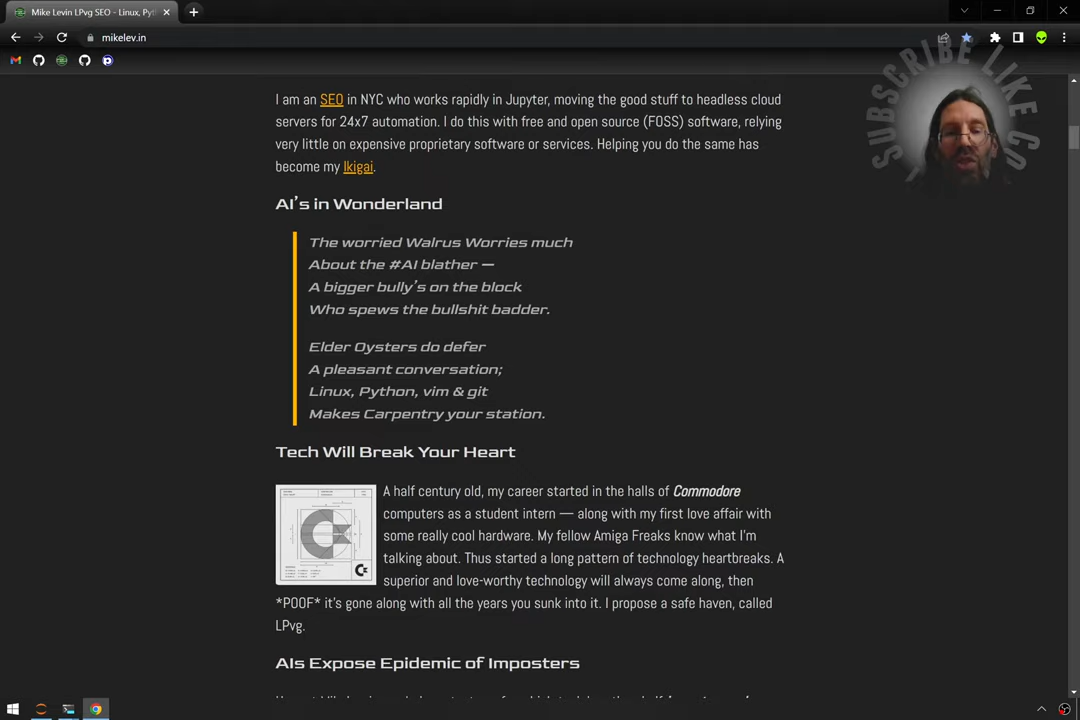 Mike Levin LPvg SEO - Linux, Pyt
mikelev.in
I am an SEO in NYC who works rapidly in Jupyter, moving the good stuff to headless cloud
servers for 24x7 automation. I do this with free and open source (FOSS) software, relying
very little on expensive proprietary software or services. Helping you do the same has
become my Ikigai.
AI's in Wonderland
The worried Walrus Worries much
About the #AI blather —
A bigger bully's on the block
Who spews the bullshit badder.
Elder Oysters do defer
A pleasant conversation;
Linux, Python, vim & git
Makes Carpentry your station.
Tech Will Break Your Heart
A half century old, my career started in the halls of Commodore
computers as a student intern — along with my first love affair with
some really cool hardware. My fellow Amiga Freaks know what I'm
talking about. Thus started a long pattern of technology heartbreaks. A
superior and love-worthy technology will always come along, then
*POOF* it's gone along with all the years you sunk into it. I propose a safe haven, called
LPvg.
AIs Expose Epidemic of Imposters
SUBSCRIBE LIKE CO